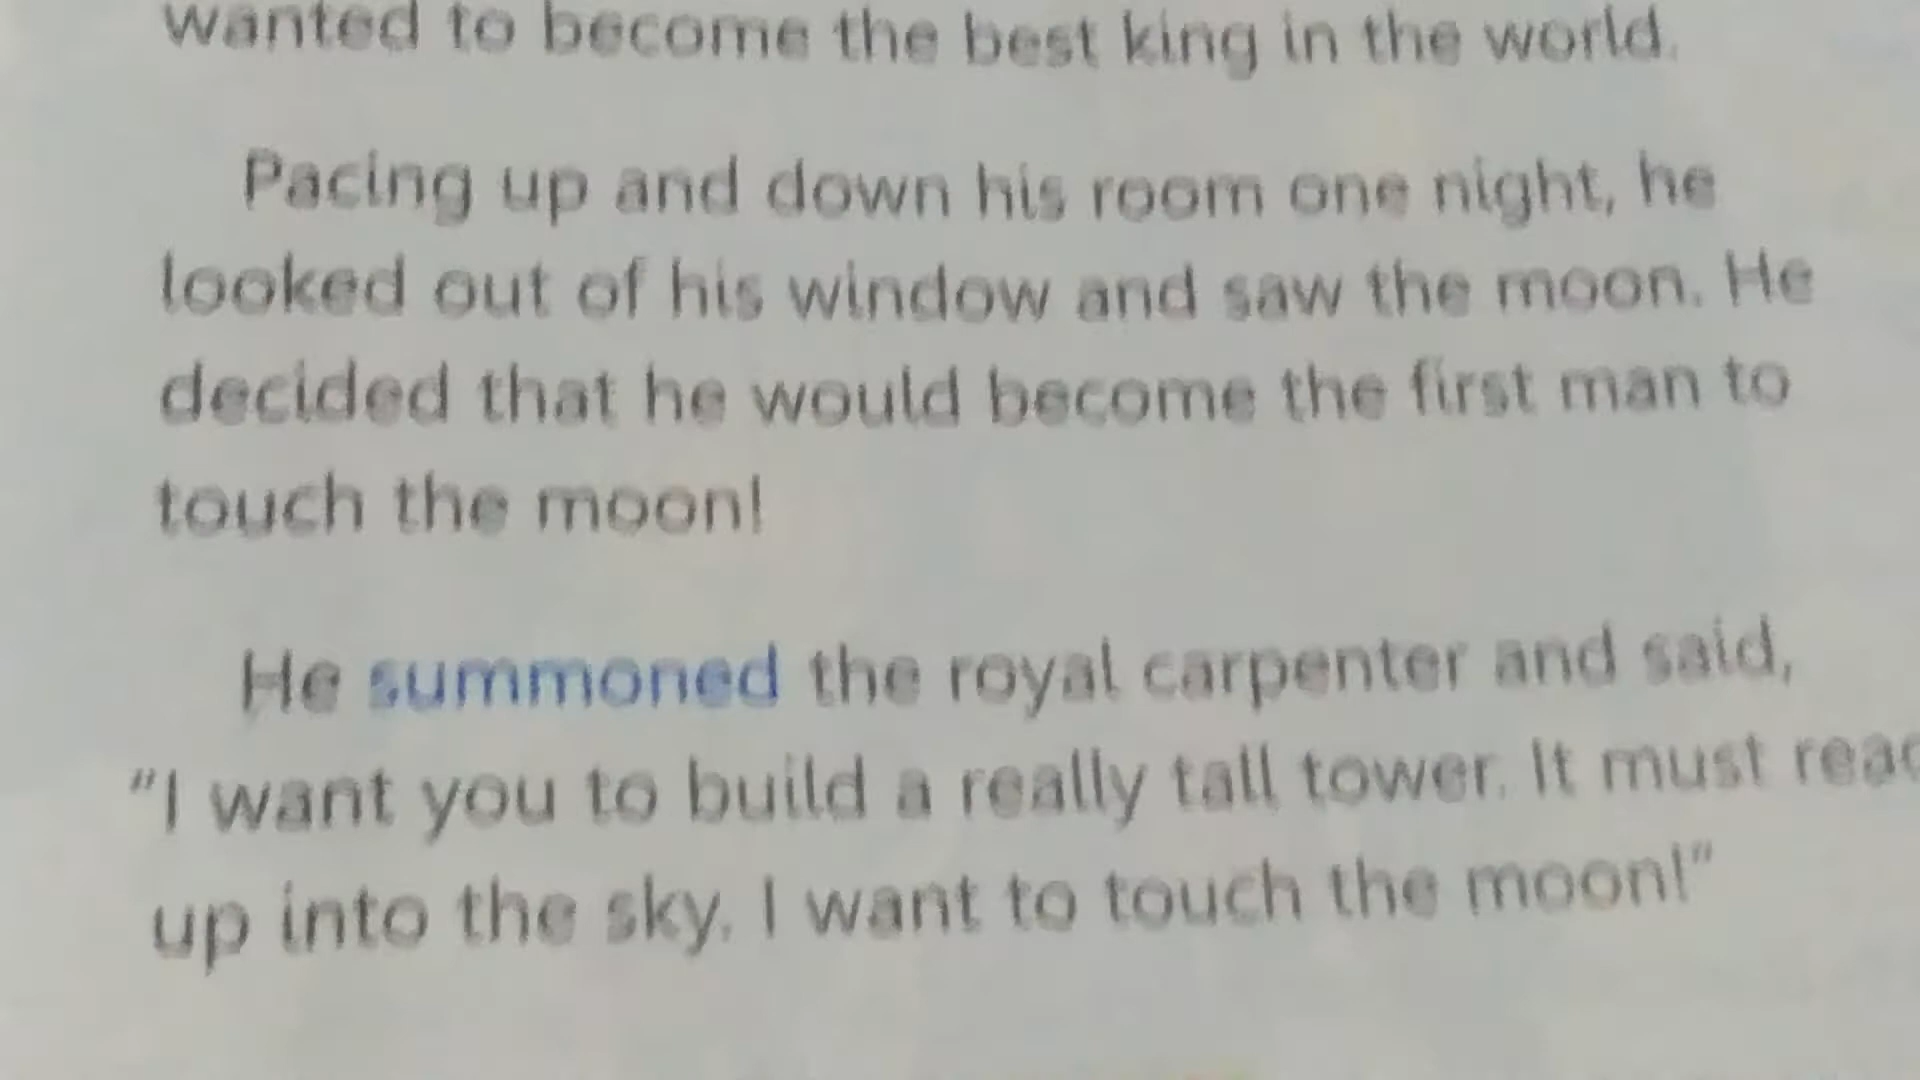 wanted to become the best king in the world.
Pacing up and down his room one night, he
looked out of his window and saw the moon. He
decided that he would become the first man to
touch the moon!
He summoned the royal carpenter and said,
"I want you to build a really tall tower. It must reac
up into the sky. I want to touch the moon!"